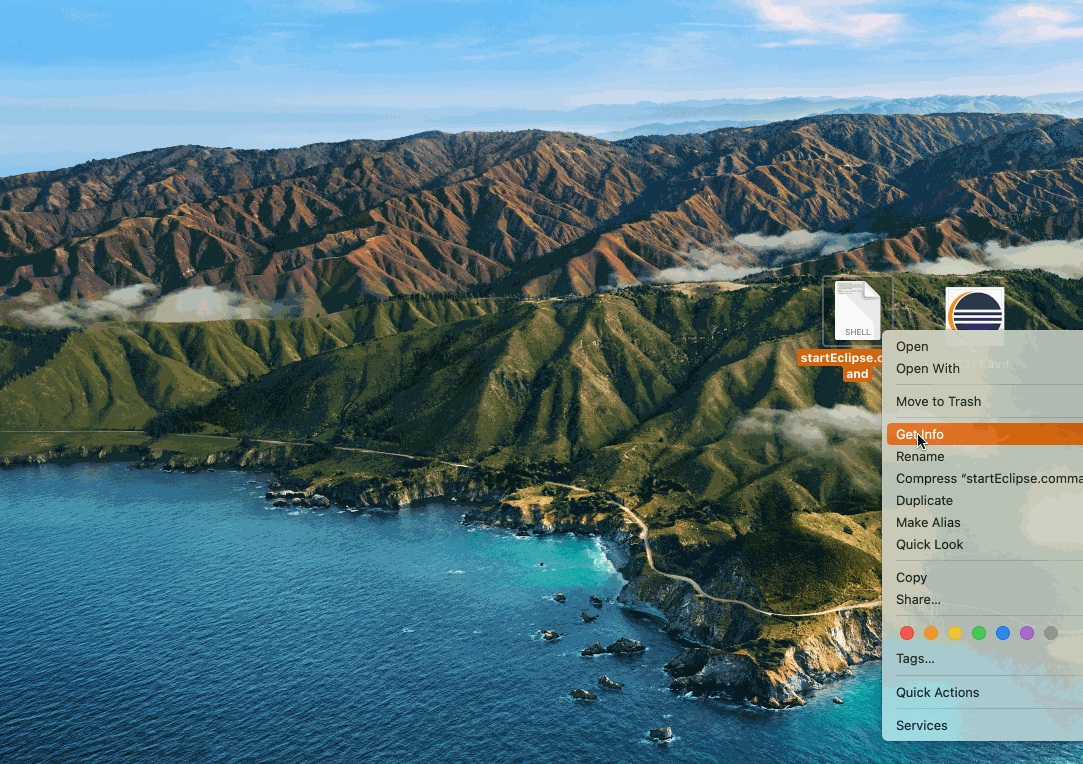 SHELL
startEclipse.c
and
Open
Open With
Move to Trash
Get Info
Rename
Compress “startEclipse.comma
Duplicate
Make Alias
Quick Look
Copy
Share...
Tags...
Quick Actions
Services